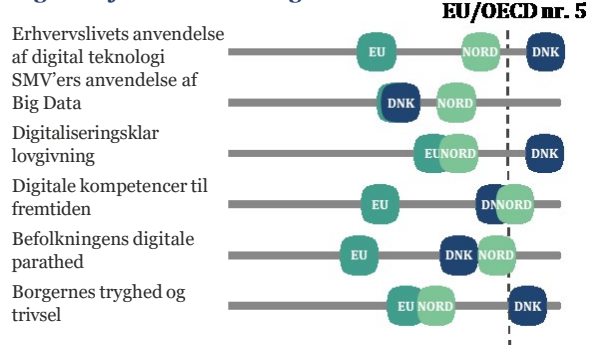 EU/OECD nr. 5
Erhvervslivets anvendelse
af digital teknologi
EU NORD DNK
SMV'ers anvendelse af
Big Data
DNK NORD
Digitaliseringsklar
lovgivning
EU NORD DNK
Digitale kompetencer til
fremtiden
EU DN NORD
Befolkningens digitale
parathed
EU DNK NORD
Borgernes tryghed og
trivsel
EU NORD DNK